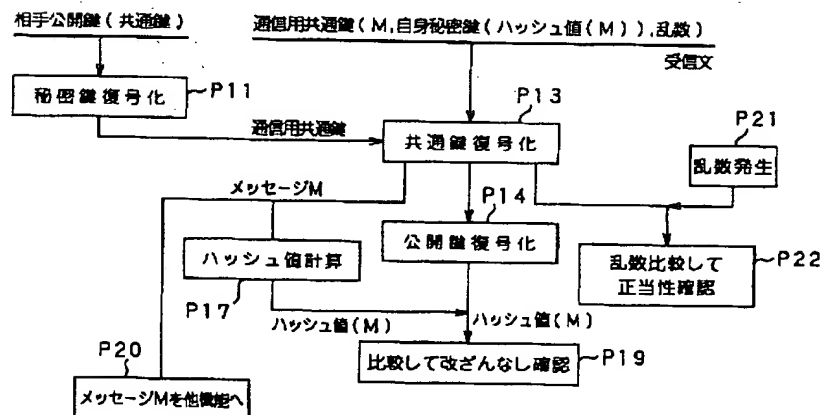 相手公開鍵(共通鍵)
通信用共通鍵(M,自身秘密鍵(ハッシュ値(M)),乱数)
受信文
秘密鍵復号化
P11
P13
通信用共通鍵
共通鍵復号化
P21
乱数発生
メッセージM
P14
公開鍵復号化
ハッシュ値計算
P17
乱数比較して
正当性確認
P22
ハッシュ値(M)
ハッシュ値(M)
P20
比較して改ざんなし確認
P19
メッセージMを他機能へ